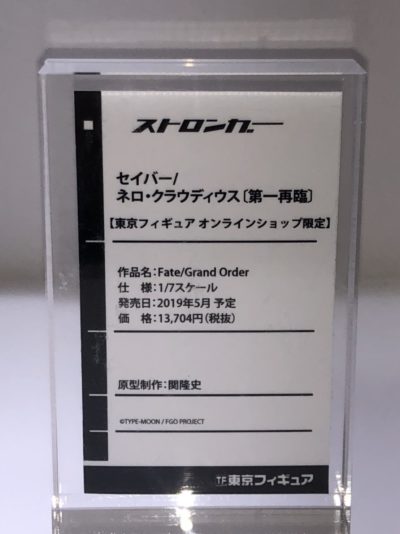 ストロンガー
セイバー/
ネロ・クラウディウス〔第一再臨〕
【東京フィギュア オンラインショップ限定】
作品名：Fate/Grand Order
仕　様：1/7スケール
発売日：2019年5月 予定
価　格：13,704円（税抜）
原型制作：関隆史
©TYPE-MOON / FGO PROJECT
TF 東京フィギュア